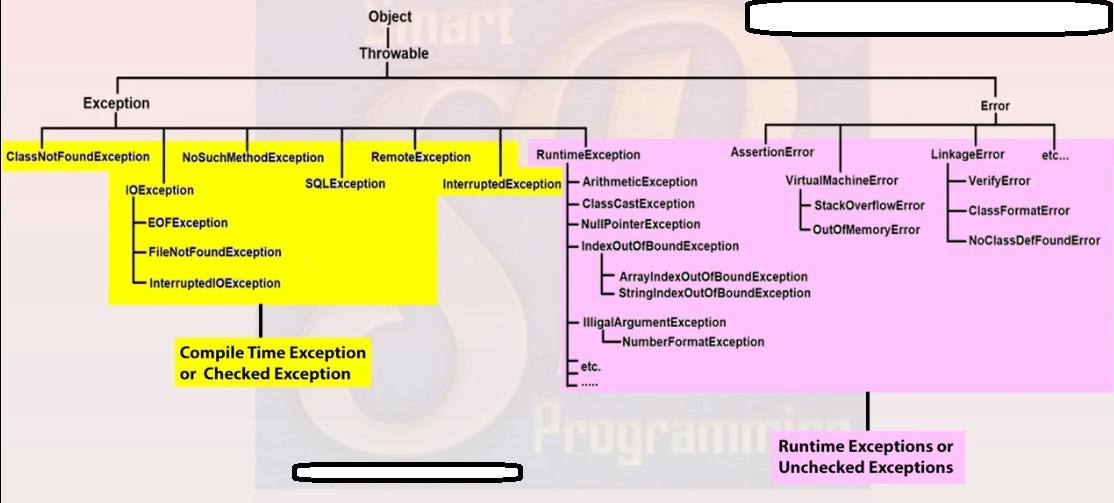 Smart
Object
Throwable
Exception
Error
ClassNotFoundException
NoSuchMethodException
RemoteException
RuntimeException
AssertionError
LinkageError
etc...
IOException
SQLException
InterruptedException
EOFException
FileNotFoundException
InterruptedIOException
ArithmeticException
ClassCastException
NullPointerException
IndexOutOfBoundException
ArrayIndexOutOfBoundException
StringIndexOutOfBoundException
IlligalArgumentException
NumberFormatException
etc.
.....
VirtualMachineError
StackOverflowError
OutOfMemoryError
VerifyError
ClassFormatError
NoClassDefFoundError
Compile Time Exception
or Checked Exception
Programming
Runtime Exceptions or
Unchecked Exceptions